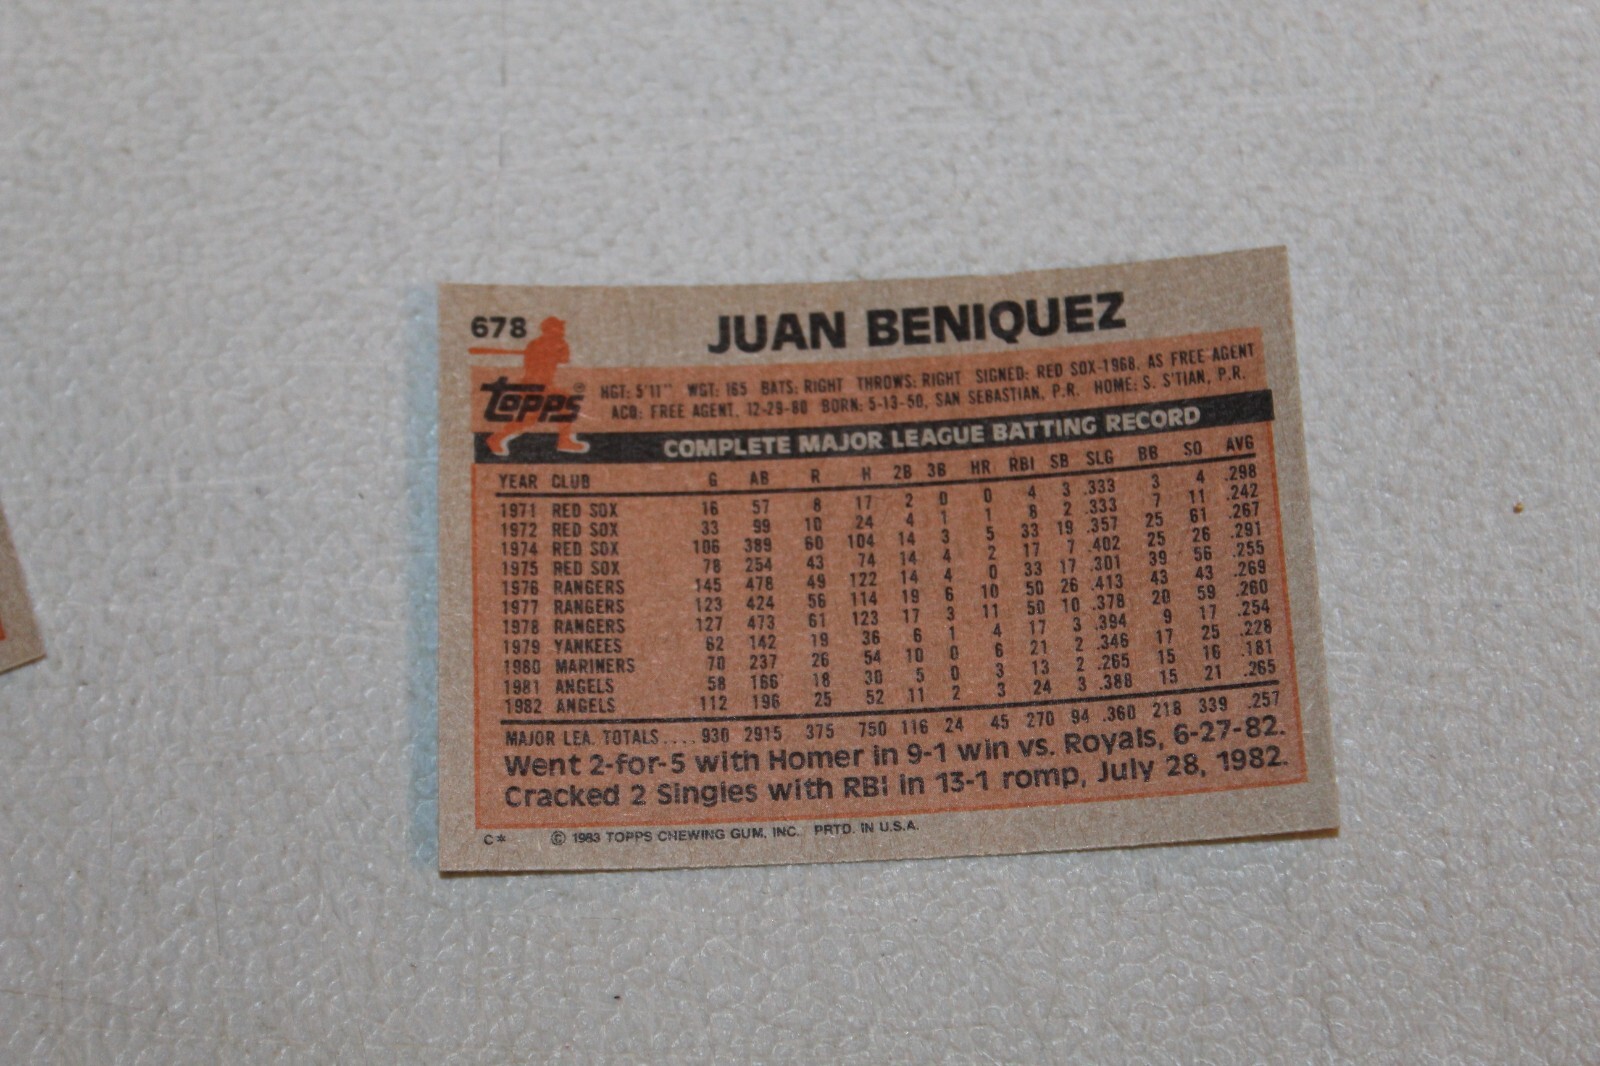 678
JUAN BENIQUEZ
Topps®
HGT: 5'11" WGT: 165 BATS: RIGHT THROWS: RIGHT SIGNED: RED SOX-1968. AS FREE AGENT
ACQ: FREE AGENT, 12-29-80 BORN: 5-13-50, SAN SEBASTIAN, P.R. HOME: S. S'TIAN, P.R.
COMPLETE MAJOR LEAGUE BATTING RECORD
YEAR CLUB G AB R H 2B 3B HR RBI SB SLG BB SO AVG
1971 RED SOX 16 57 8 17 2 0 0 4 3 .333 3 4 .298
1972 RED SOX 33 99 10 24 4 1 1 8 2 .333 7 11 .242
1974 RED SOX 106 389 60 104 14 3 5 33 19 .357 25 61 .267
1975 RED SOX 78 254 43 74 14 4 2 17 7 .402 25 26 .291
1976 RANGERS 145 478 49 122 14 4 0 33 17 .301 39 56 .255
1977 RANGERS 123 424 56 114 19 6 10 50 26 .413 43 43 .269
1978 RANGERS 127 473 61 123 17 3 11 50 10 .378 20 59 .260
1979 YANKEES 62 142 19 36 6 1 4 17 3 .394 9 17 .254
1980 MARINERS 70 237 26 54 10 0 6 21 2 .346 17 25 .228
1981 ANGELS 58 166 18 30 5 0 3 13 2 .265 15 16 .181
1982 ANGELS 112 196 25 52 11 2 3 24 3 .388 15 21 .265
MAJOR LEA. TOTALS.... 930 2915 375 750 116 24 45 270 94 .360 218 339 .257
Went 2-for-5 with Homer in 9-1 win vs. Royals, 6-27-82.
Cracked 2 Singles with RBI in 13-1 romp, July 28, 1982.
C* © 1983 TOPPS CHEWING GUM, INC. PRTD. IN U.S.A.